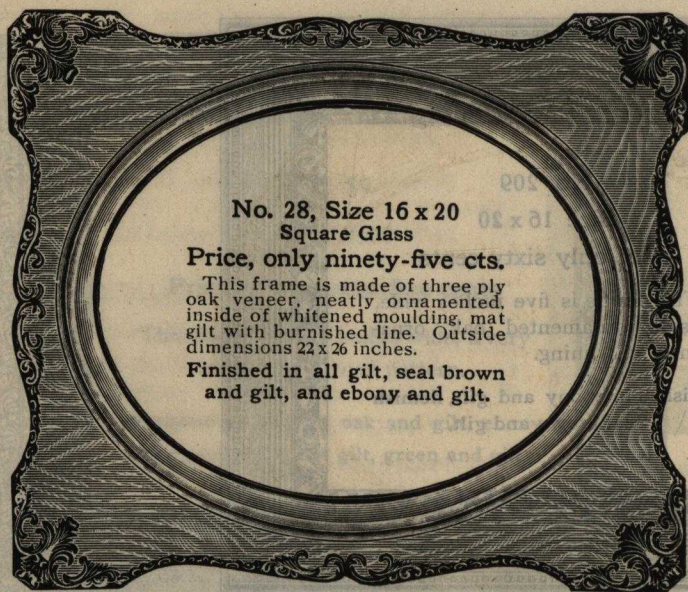 No. 28, Size 16 x 20
Square Glass
Price, only ninety-five cts.
This frame is made of three ply
oak veneer, neatly ornamented,
inside of whitened moulding, mat
gilt with burnished line. Outside
dimensions 22 x 26 inches.
Finished in all gilt, seal brown
and gilt, and ebony and gilt.